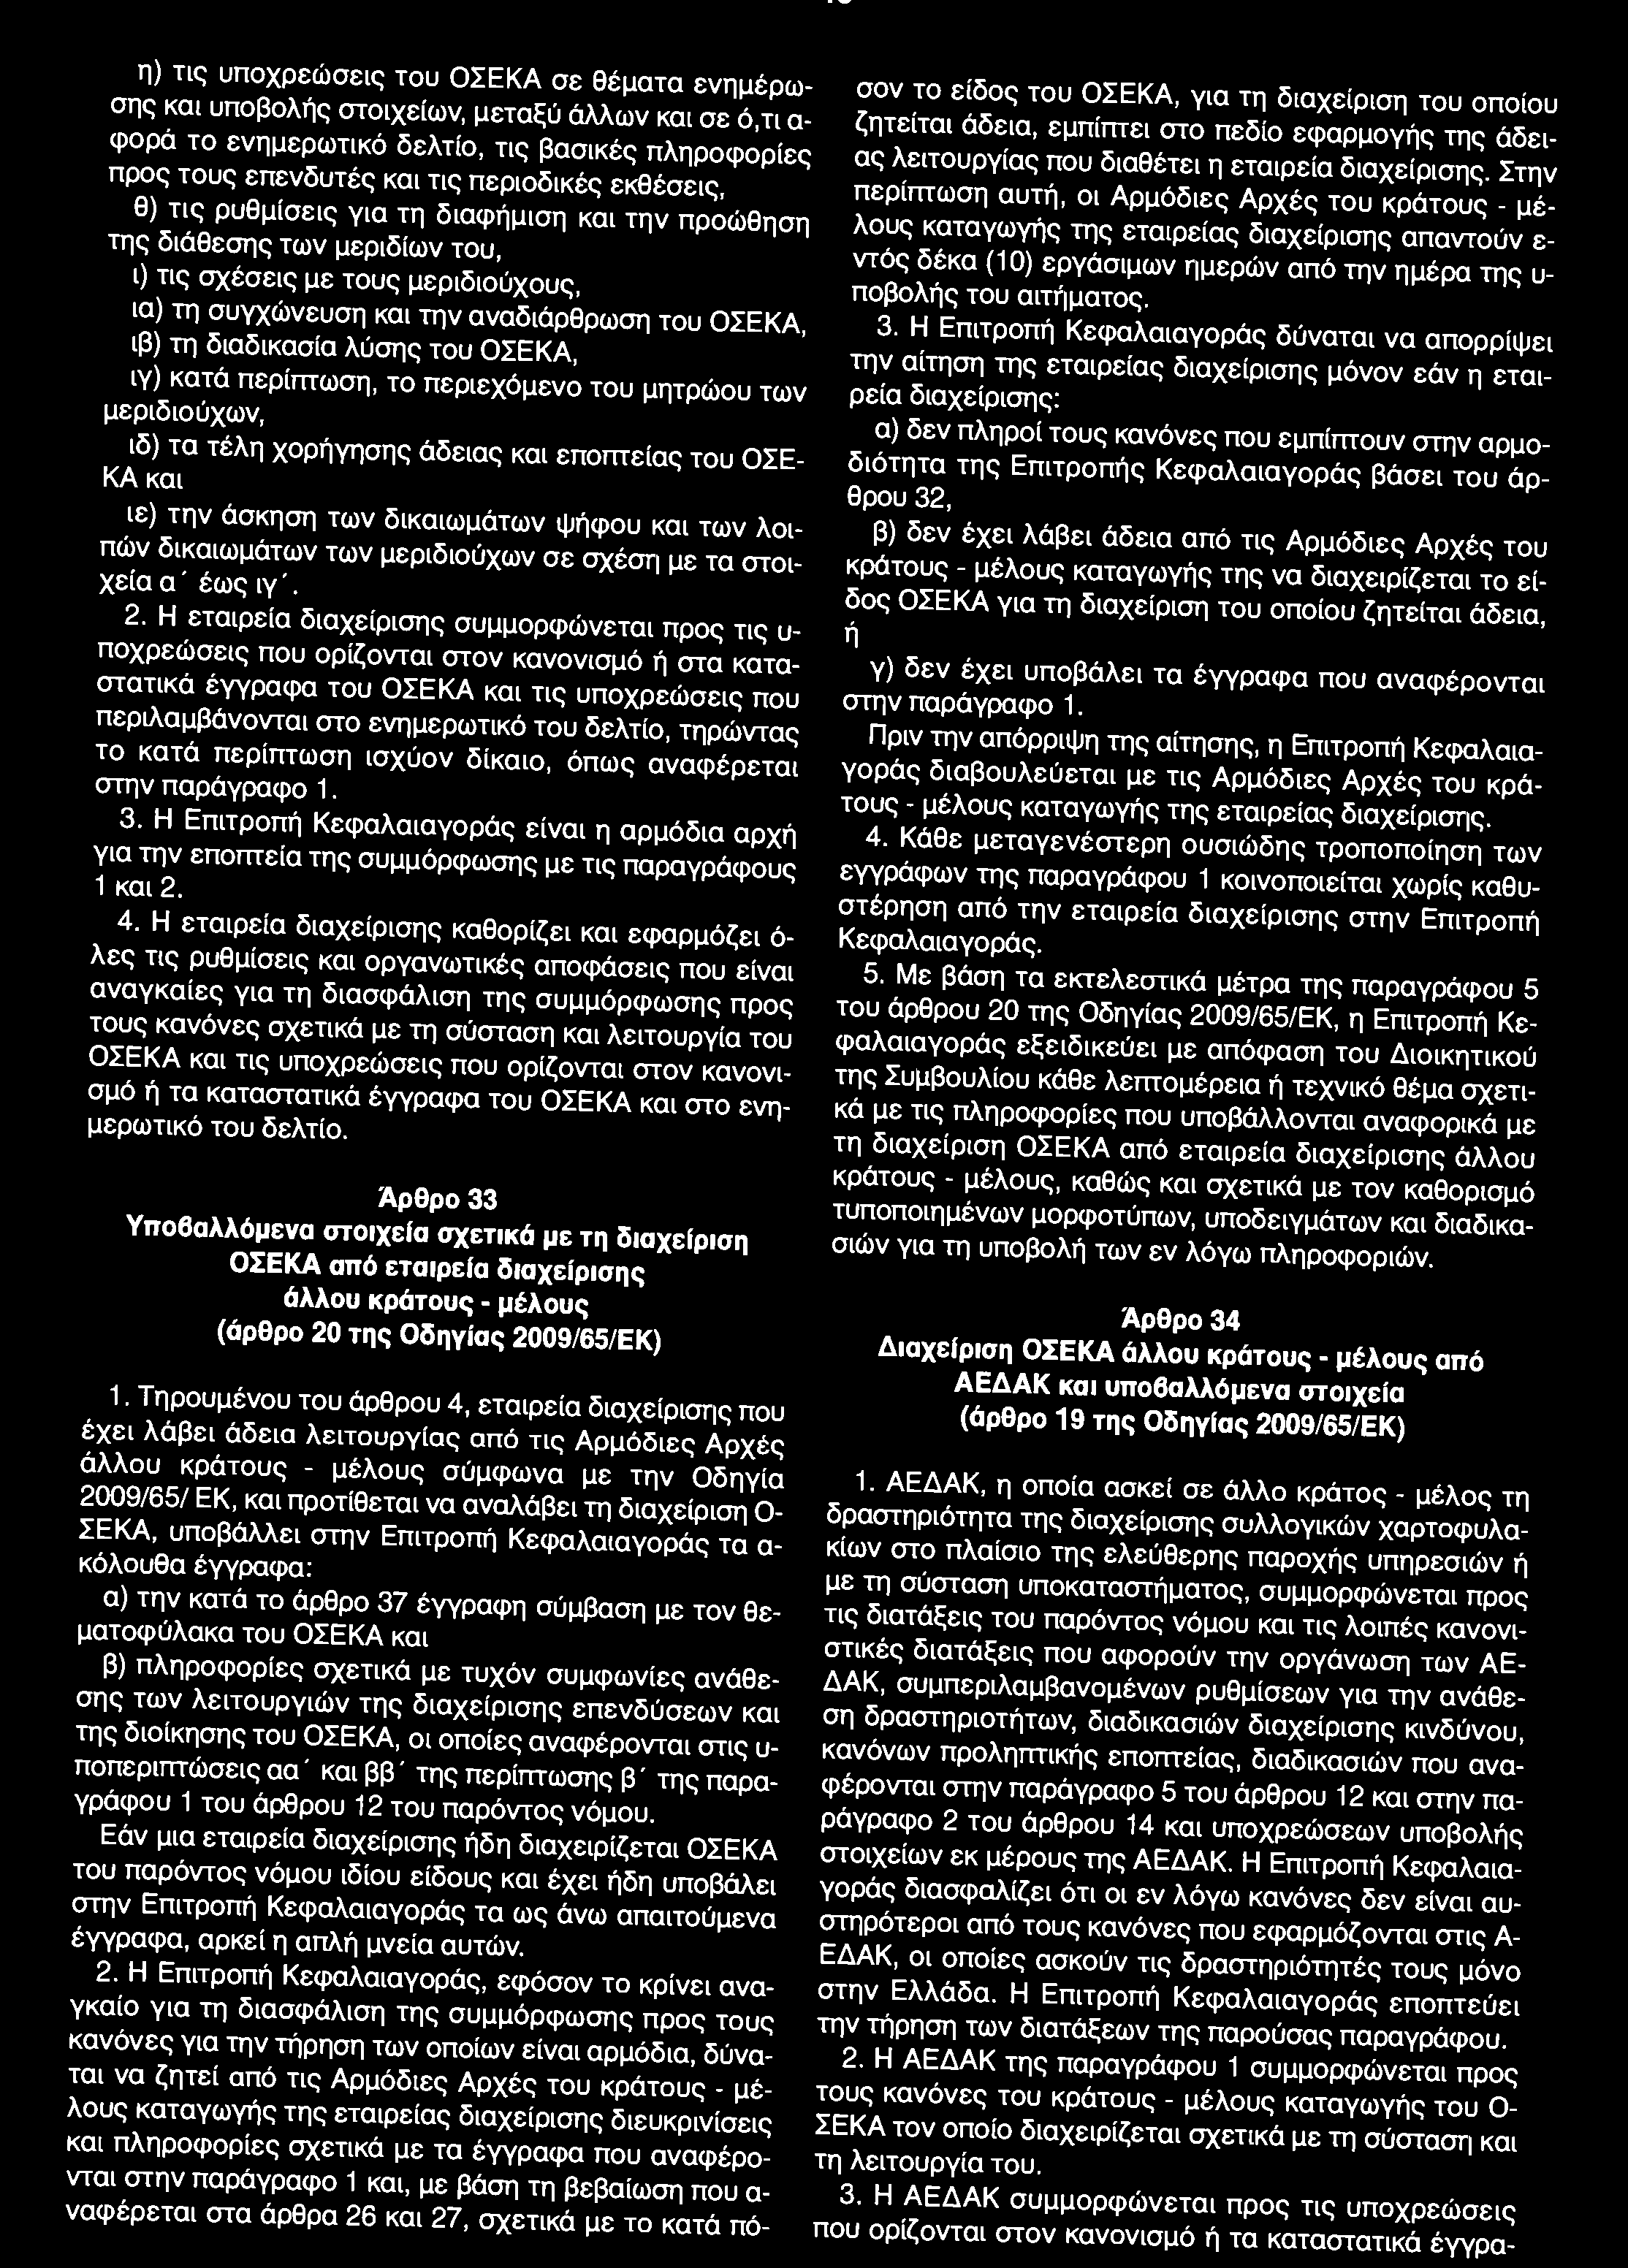 η) τις υποχρεώσεις του ΟΣΕΚΑ σε θέματα ενημέρω-
σης και υποβολής στοιχείων, μεταξύ άλλων και σε ό,τι α-
φορά το ενημερωτικό δελτίο, τις βασικές πληροφορίες
προς τους επενδυτές και τις περιοδικές εκθέσεις,
θ) τις ρυθμίσεις για τη διαφήμιση και την προώθηση
της διάθεσης των μεριδίων του,
ι) τις σχέσεις με τους μεριδιούχους,
ια) τη συγχώνευση και την αναδιάρθρωση του ΟΣΕΚΑ,
ιβ) τη διαδικασία λύσης του ΟΣΕΚΑ,
ιγ) κατά περίπτωση, το περιεχόμενο του μητρώου των
μεριδιούχων,
ιδ) τα τέλη χορήγησης άδειας και εποπτείας του ΟΣΕ-
ΚΑ και
ιε) την άσκηση των δικαιωμάτων ψήφου και των λοι-
πών δικαιωμάτων των μεριδιούχων σε σχέση με τα στοι-
χεία α΄ έως ιγ΄.
2. Η εταιρεία διαχείρισης συμμορφώνεται προς τις υ-
ποχρεώσεις που ορίζονται στον κανονισμό ή στα κατα-
στατικά έγγραφα του ΟΣΕΚΑ και τις υποχρεώσεις που
περιλαμβάνονται στο ενημερωτικό του δελτίο, τηρώντας
το κατά περίπτωση ισχύον δίκαιο, όπως αναφέρεται
στην παράγραφο 1.
3. Η Επιτροπή Κεφαλαιαγοράς είναι η αρμόδια αρχή
για την εποπτεία της συμμόρφωσης με τις παραγράφους
1 και 2.
4. Η εταιρεία διαχείρισης καθορίζει και εφαρμόζει ό-
λες τις ρυθμίσεις και οργανωτικές αποφάσεις που είναι
αναγκαίες για τη διασφάλιση της συμμόρφωσης προς
τους κανόνες σχετικά με τη σύσταση και λειτουργία του
ΟΣΕΚΑ και τις υποχρεώσεις που ορίζονται στον κανονι-
σμό ή τα καταστατικά έγγραφα του ΟΣΕΚΑ και στο ενη-
μερωτικό του δελτίο.
Άρθρο 33
Υποβαλλόμενα στοιχεία σχετικά με τη διαχείριση
ΟΣΕΚΑ από εταιρεία διαχείρισης
άλλου κράτους - μέλους
(άρθρο 20 της Οδηγίας 2009/65/ΕΚ)
1. Τηρουμένου του άρθρου 4, εταιρεία διαχείρισης που
έχει λάβει άδεια λειτουργίας από τις Αρμόδιες Αρχές
άλλου κράτους - μέλους σύμφωνα με την Οδηγία
2009/65/ ΕΚ, και προτίθεται να αναλάβει τη διαχείριση Ο-
ΣΕΚΑ, υποβάλλει στην Επιτροπή Κεφαλαιαγοράς τα α-
κόλουθα έγγραφα:
α) την κατά το άρθρο 37 έγγραφη σύμβαση με τον θε-
ματοφύλακα του ΟΣΕΚΑ και
β) πληροφορίες σχετικά με τυχόν συμφωνίες ανάθε-
σης των λειτουργιών της διαχείρισης επενδύσεων και
της διοίκησης του ΟΣΕΚΑ, οι οποίες αναφέρονται στις υ-
ποπεριπτώσεις αα΄ και ββ΄ της περίπτωσης β΄ της παρα-
γράφου 1 του άρθρου 12 του παρόντος νόμου.
Εάν μια εταιρεία διαχείρισης ήδη διαχειρίζεται ΟΣΕΚΑ
του παρόντος νόμου ιδίου είδους και έχει ήδη υποβάλει
στην Επιτροπή Κεφαλαιαγοράς τα ως άνω απαιτούμενα
έγγραφα, αρκεί η απλή μνεία αυτών.
2. Η Επιτροπή Κεφαλαιαγοράς, εφόσον το κρίνει ανα-
γκαίο για τη διασφάλιση της συμμόρφωσης προς τους
κανόνες για την τήρηση των οποίων είναι αρμόδια, δύνα-
ται να ζητεί από τις Αρμόδιες Αρχές του κράτους - μέ-
λους καταγωγής της εταιρείας διαχείρισης διευκρινίσεις
και πληροφορίες σχετικά με τα έγγραφα που αναφέρο-
νται στην παράγραφο 1 και, με βάση τη βεβαίωση που α-
ναφέρεται στα άρθρα 26 και 27, σχετικά με το κατά πό-
σον το είδος του ΟΣΕΚΑ, για τη διαχείριση του οποίου
ζητείται άδεια, εμπίπτει στο πεδίο εφαρμογής της άδει-
ας λειτουργίας που διαθέτει η εταιρεία διαχείρισης. Στην
περίπτωση αυτή, οι Αρμόδιες Αρχές του κράτους - μέ-
λους καταγωγής της εταιρείας διαχείρισης απαντούν ε-
ντός δέκα (10) εργάσιμων ημερών από την ημέρα της υ-
ποβολής του αιτήματος.
3. Η Επιτροπή Κεφαλαιαγοράς δύναται να απορρίψει
την αίτηση της εταιρείας διαχείρισης μόνον εάν η εται-
ρεία διαχείρισης:
α) δεν πληροί τους κανόνες που εμπίπτουν στην αρμο-
διότητα της Επιτροπής Κεφαλαιαγοράς βάσει του άρ-
θρου 32,
β) δεν έχει λάβει άδεια από τις Αρμόδιες Αρχές του
κράτους - μέλους καταγωγής της να διαχειρίζεται το εί-
δος ΟΣΕΚΑ για τη διαχείριση του οποίου ζητείται άδεια,
ή
γ) δεν έχει υποβάλει τα έγγραφα που αναφέρονται
στην παράγραφο 1.
Πριν την απόρριψη της αίτησης, η Επιτροπή Κεφαλαια-
γοράς διαβουλεύεται με τις Αρμόδιες Αρχές του κρά-
τους - μέλους καταγωγής της εταιρείας διαχείρισης.
4. Κάθε μεταγενέστερη ουσιώδης τροποποίηση των
εγγράφων της παραγράφου 1 κοινοποιείται χωρίς καθυ-
στέρηση από την εταιρεία διαχείρισης στην Επιτροπή
Κεφαλαιαγοράς.
5. Με βάση τα εκτελεστικά μέτρα της παραγράφου 5
του άρθρου 20 της Οδηγίας 2009/65/ΕΚ, η Επιτροπή Κε-
φαλαιαγοράς εξειδικεύει με απόφαση του Διοικητικού
της Συμβουλίου κάθε λεπτομέρεια ή τεχνικό θέμα σχετι-
κά με τις πληροφορίες που υποβάλλονται αναφορικά με
τη διαχείριση ΟΣΕΚΑ από εταιρεία διαχείρισης άλλου
κράτους - μέλους, καθώς και σχετικά με τον καθορισμό
τυποποιημένων μορφοτύπων, υποδειγμάτων και διαδικα-
σιών για τη υποβολή των εν λόγω πληροφοριών.
Άρθρο 34
Διαχείριση ΟΣΕΚΑ άλλου κράτους - μέλους από
ΑΕΔΑΚ και υποβαλλόμενα στοιχεία
(άρθρο 19 της Οδηγίας 2009/65/ΕΚ)
1. ΑΕΔΑΚ, η οποία ασκεί σε άλλο κράτος - μέλος τη
δραστηριότητα της διαχείρισης συλλογικών χαρτοφυλα-
κίων στο πλαίσιο της ελεύθερης παροχής υπηρεσιών ή
με τη σύσταση υποκαταστήματος, συμμορφώνεται προς
τις διατάξεις του παρόντος νόμου και τις λοιπές κανονι-
στικές διατάξεις που αφορούν την οργάνωση των ΑΕ-
ΔΑΚ, συμπεριλαμβανομένων ρυθμίσεων για την ανάθε-
ση δραστηριοτήτων, διαδικασιών διαχείρισης κινδύνου,
κανόνων προληπτικής εποπτείας, διαδικασιών που ανα-
φέρονται στην παράγραφο 5 του άρθρου 12 και στην πα-
ράγραφο 2 του άρθρου 14 και υποχρεώσεων υποβολής
στοιχείων εκ μέρους της ΑΕΔΑΚ. Η Επιτροπή Κεφαλαια-
γοράς διασφαλίζει ότι οι εν λόγω κανόνες δεν είναι αυ-
στηρότεροι από τους κανόνες που εφαρμόζονται στις Α-
ΕΔΑΚ, οι οποίες ασκούν τις δραστηριότητές τους μόνο
στην Ελλάδα. Η Επιτροπή Κεφαλαιαγοράς εποπτεύει
την τήρηση των διατάξεων της παρούσας παραγράφου.
2. Η ΑΕΔΑΚ της παραγράφου 1 συμμορφώνεται προς
τους κανόνες του κράτους - μέλους καταγωγής του Ο-
ΣΕΚΑ τον οποίο διαχειρίζεται σχετικά με τη σύσταση και
τη λειτουργία του.
3. Η ΑΕΔΑΚ συμμορφώνεται προς τις υποχρεώσεις
που ορίζονται στον κανονισμό ή τα καταστατικά έγγρα-